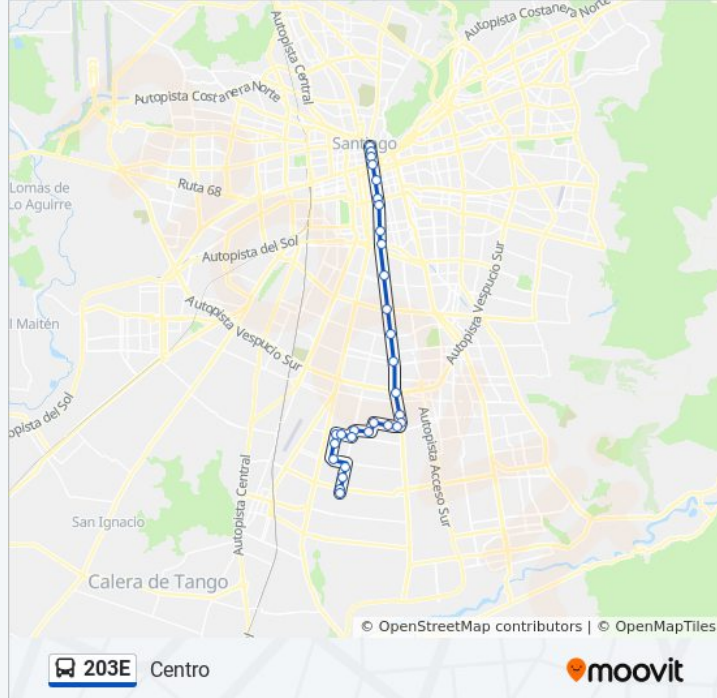 Autopista Costanera Norte
Autopista Central
Autopista Costanera Norte
Santiago
Lomas de
Lo Aguirre
Ruta 68
Autopista del Sol
Autopista Vespucio Sur
l Maitén
Autopista Vespucio Sur
opista del Sol
Autopista Acceso Sur
Autopista Central
San Ignacio
Calera de Tango
© OpenStreetMap contributors | © OpenMapTiles
203E Centro
moovit